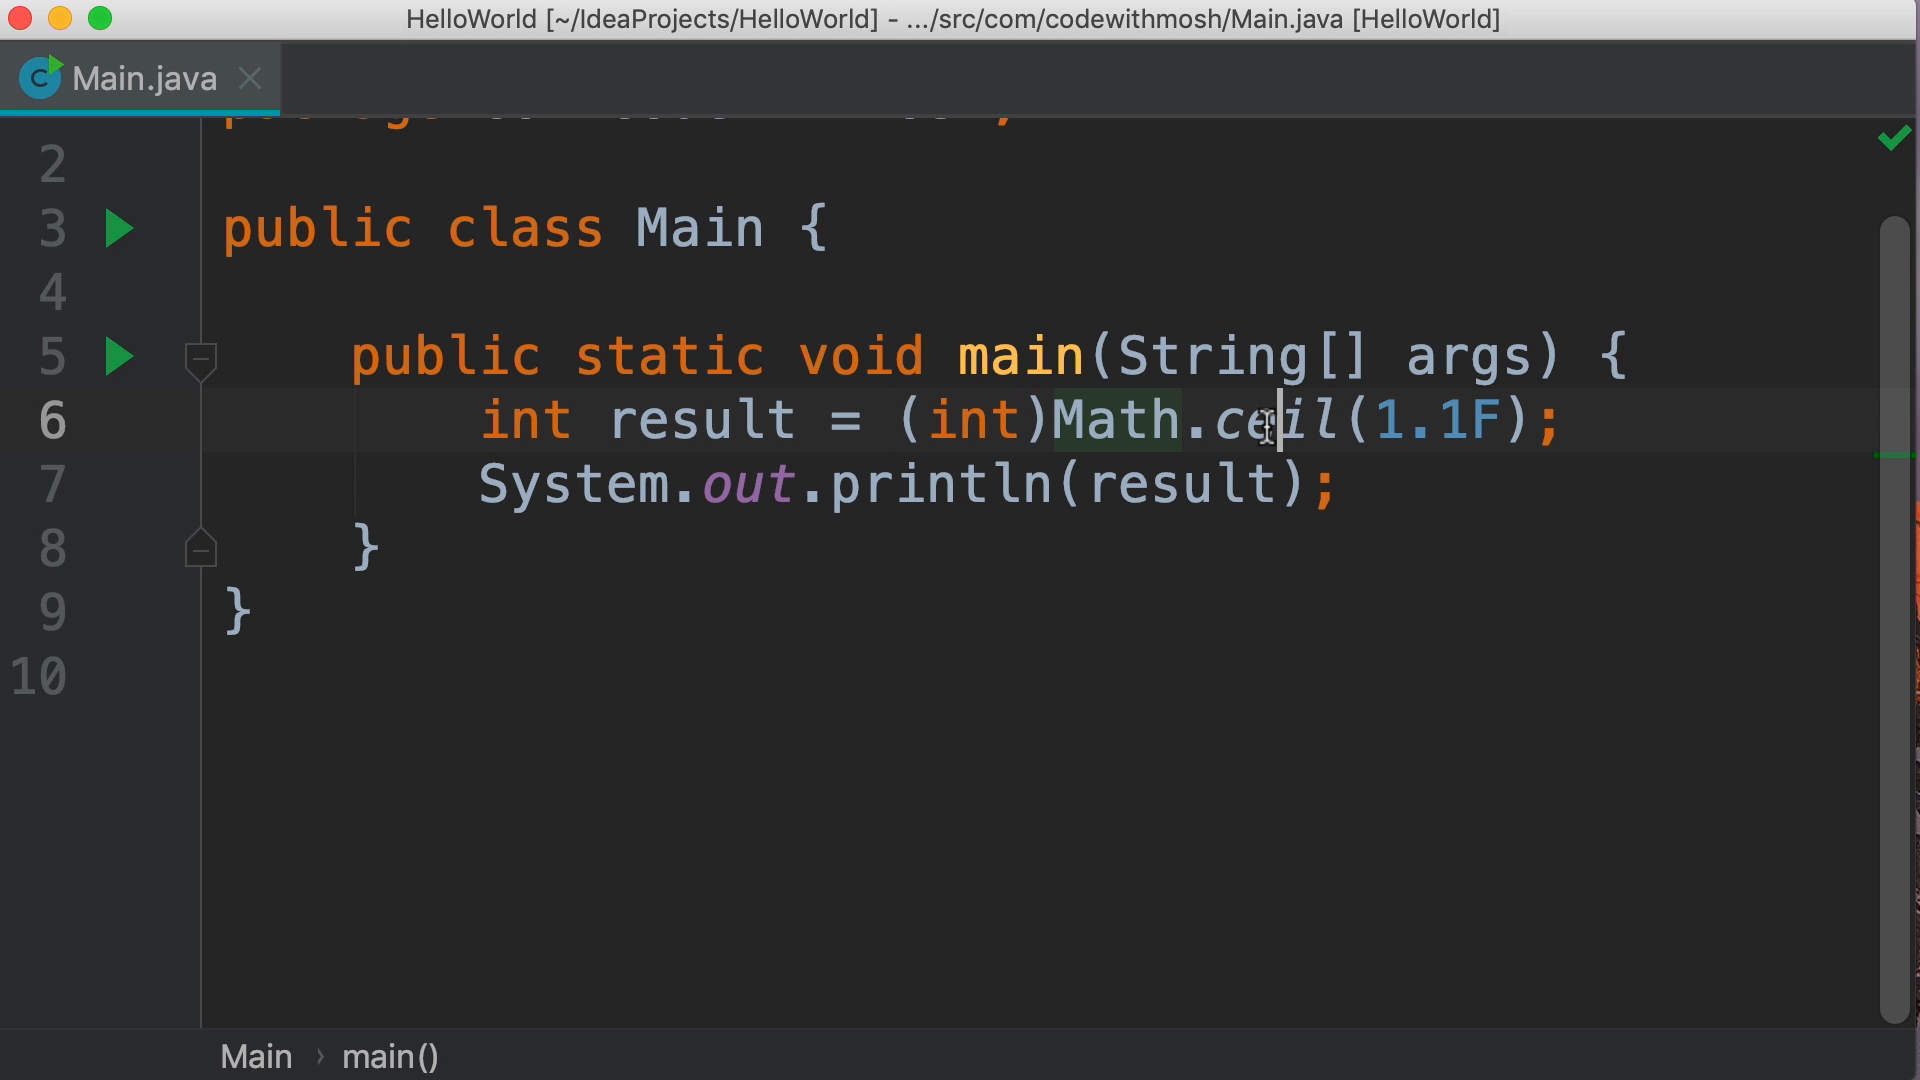 HelloWorld [~/IdeaProjects/HelloWorld] - .../src/com/codewithmosh/Main.java [HelloWorld]
Main.java
2
3 public class Main {
4
5 public static void main(String[] args) {
6 int result = (int)Math.ceil(1.1F);
7 System.out.println(result);
8 }
9 }
10
Main › main()